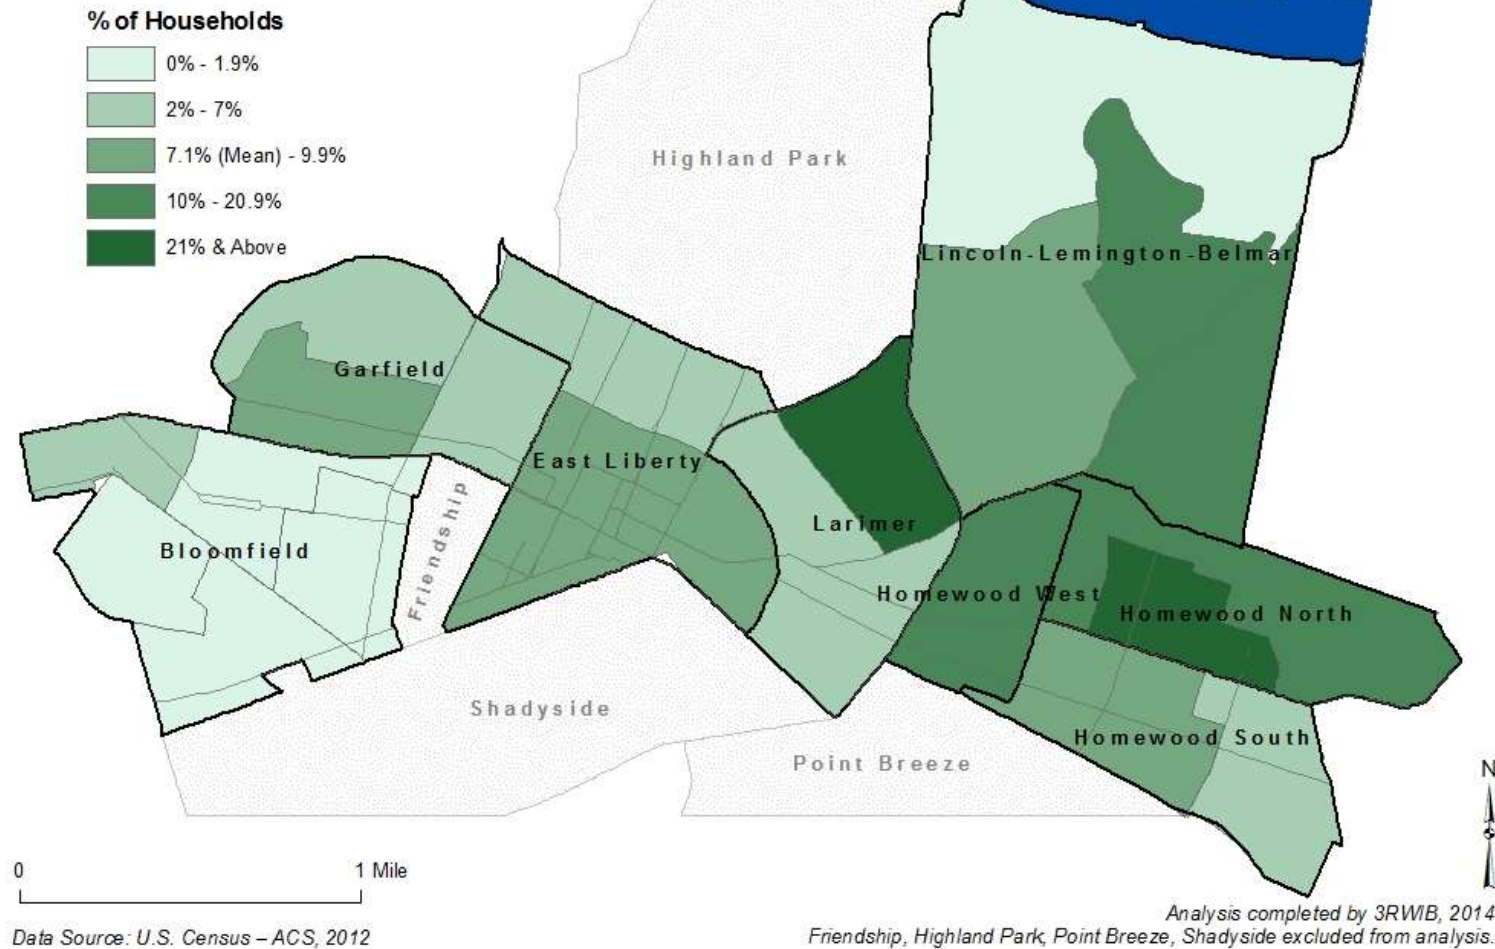 % of Households
0% - 1.9%
2% - 7%
7.1% (Mean) - 9.9%
10% - 20.9%
21% & Above
Highland Park
Lincoln-Lemington-Belmar
Garfield
East Liberty
Friendship
Larimer
Bloomfield
Homewood West
Homewood North
Shadyside
Homewood South
Point Breeze
N
0 1 Mile
Analysis completed by 3RWIB, 2014
Data Source: U.S. Census – ACS, 2012
Friendship, Highland Park, Point Breeze, Shadyside excluded from analysis.